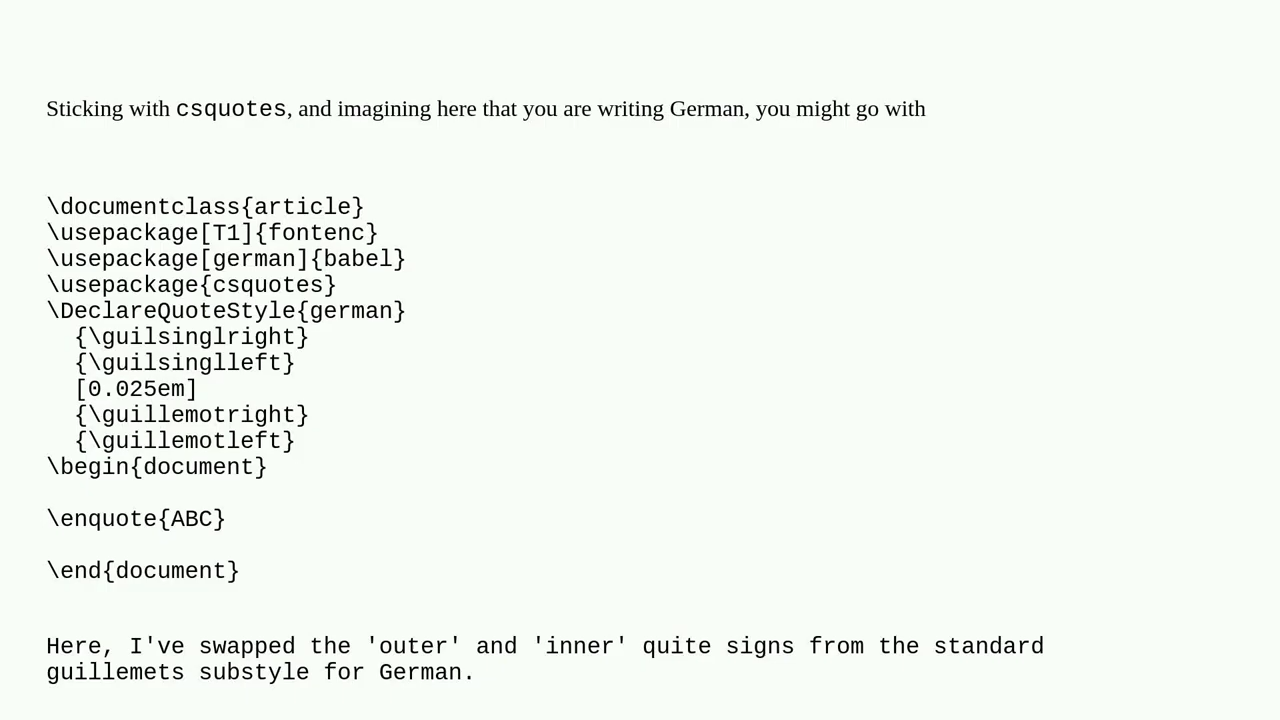 Sticking with csquotes, and imagining here that you are writing German, you might go with
\documentclass{article}
\usepackage[T1]{fontenc}
\usepackage[german]{babel}
\usepackage{csquotes}
\DeclareQuoteStyle{german}
  {\guilsinglright}
  {\guilsinglleft}
  [0.025em]
  {\guillemotright}
  {\guillemotleft}
\begin{document}
\enquote{ABC}
\end{document}
Here, I've swapped the 'outer' and 'inner' quite signs from the standard
guillemets substyle for German.